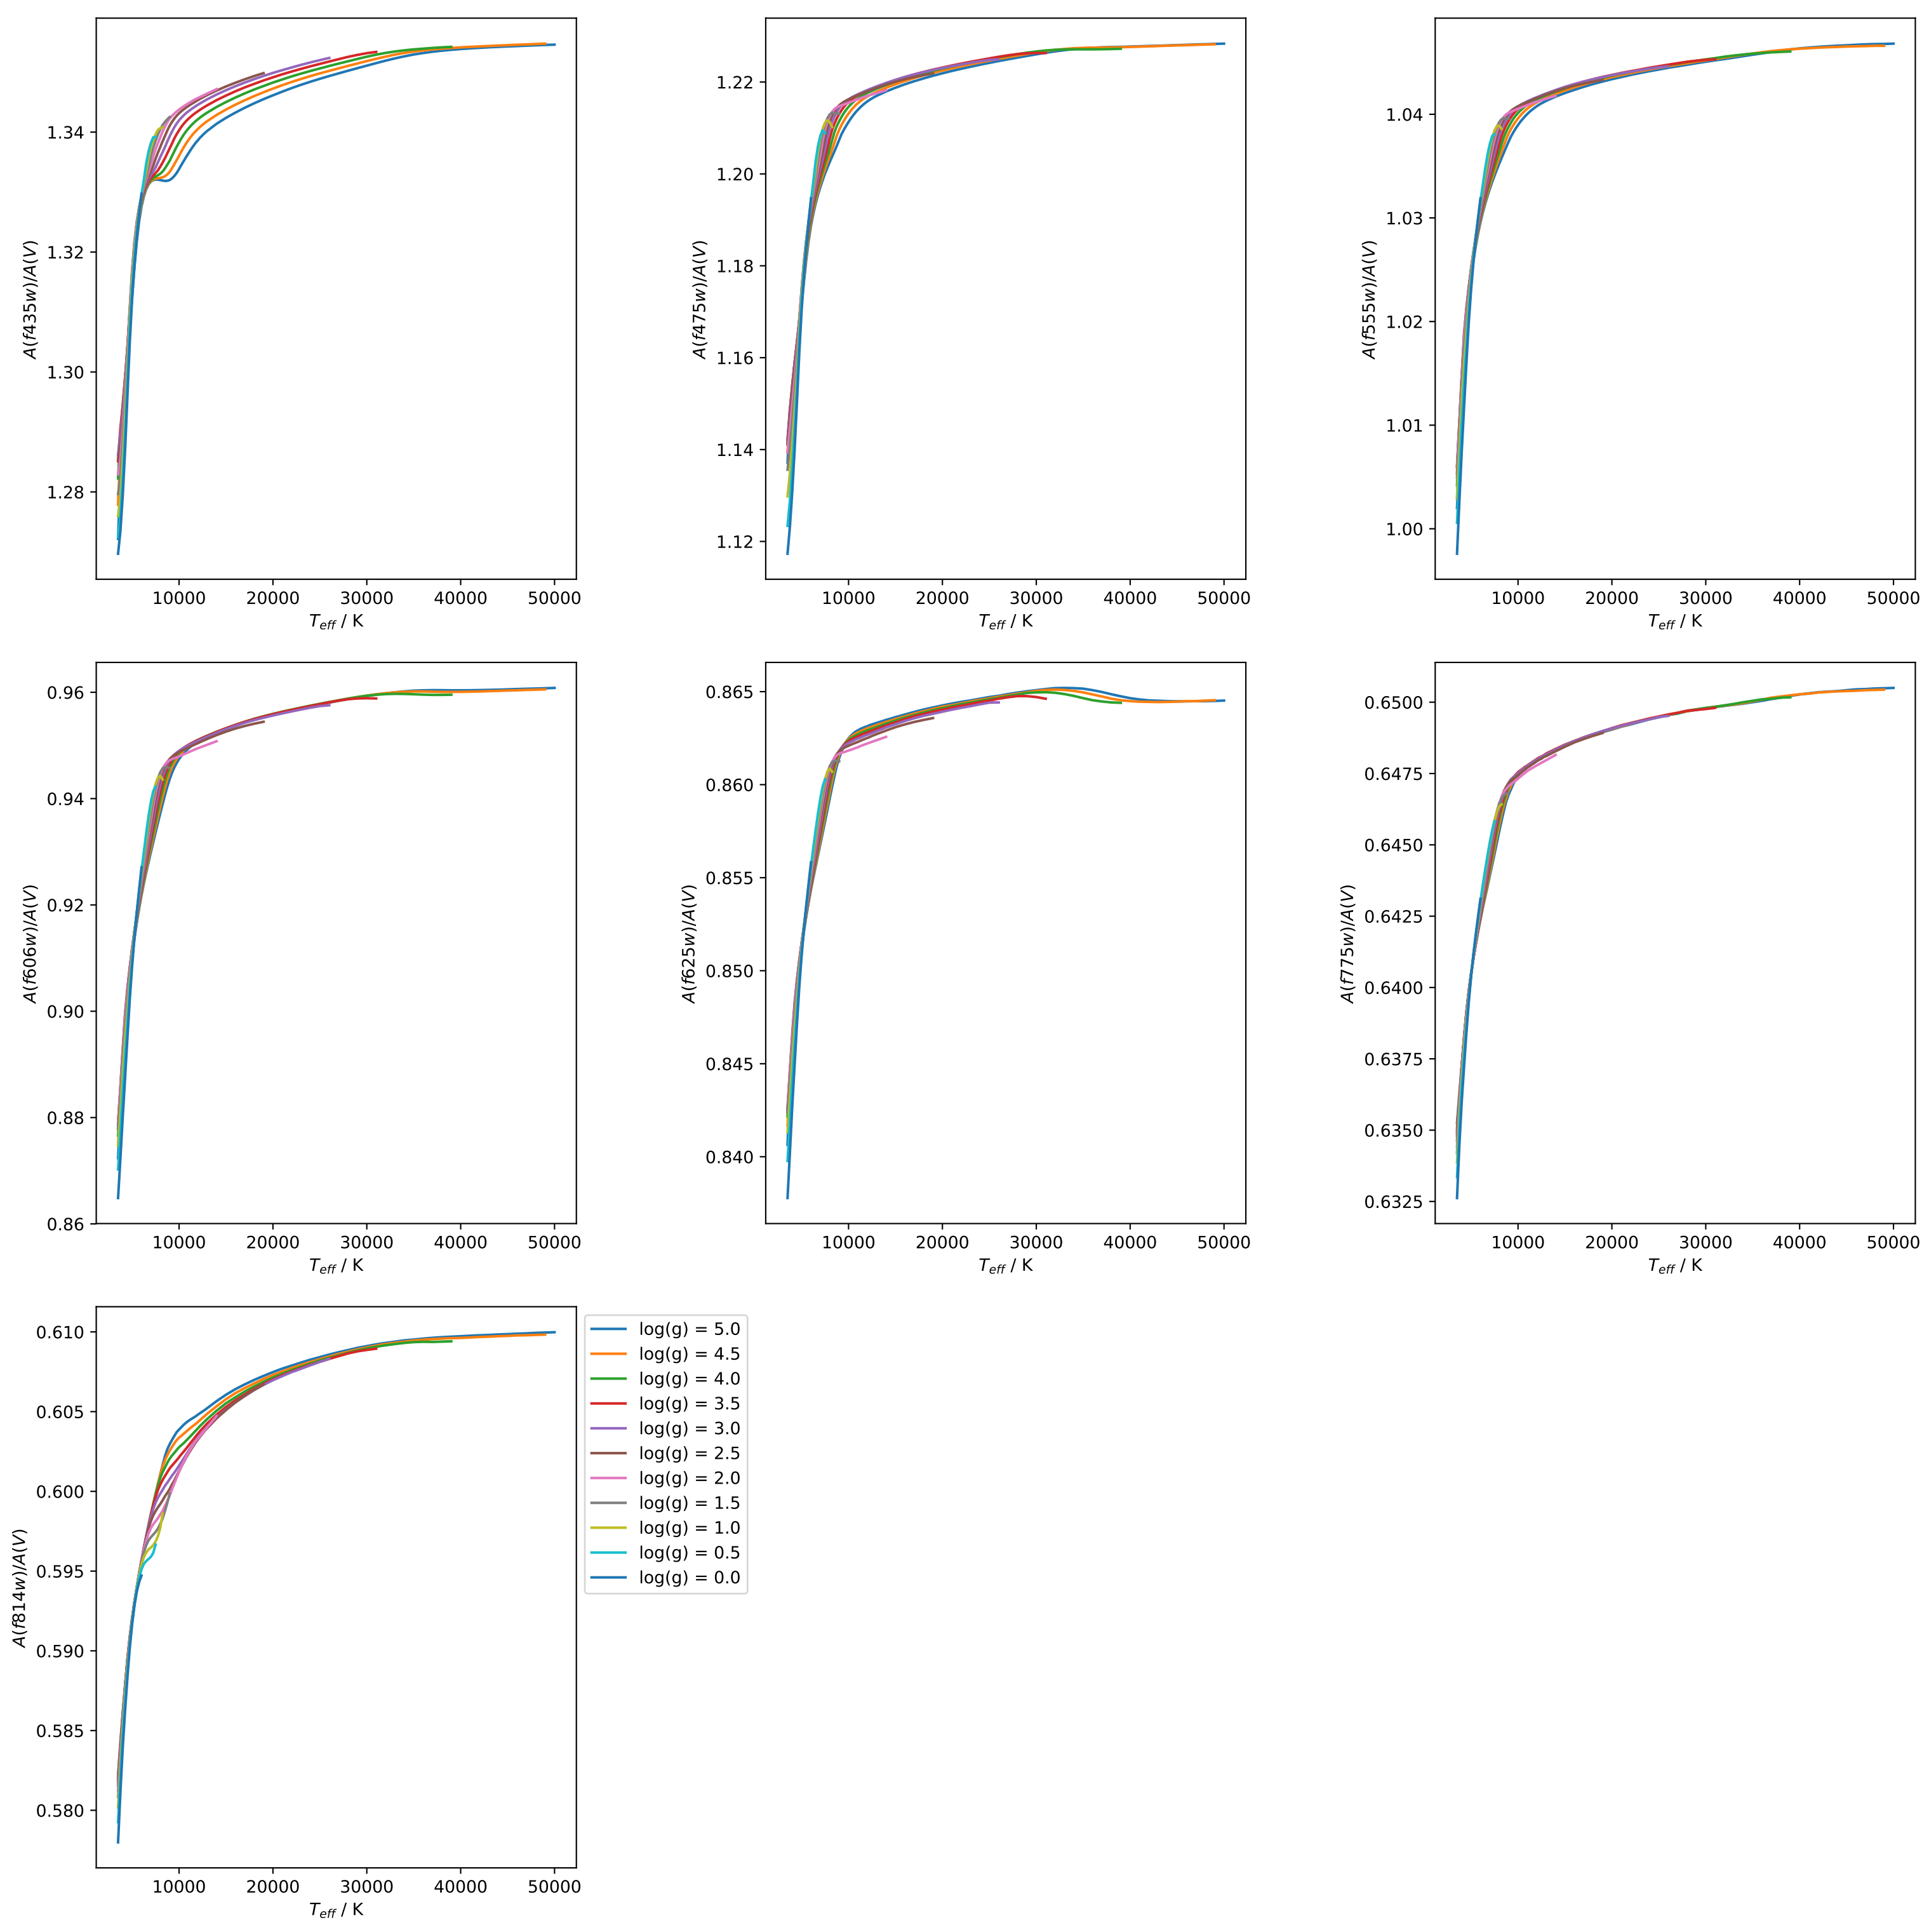 1.34
1.32
1.30
1.28
A(f435w)/A(V)
10000 20000 30000 40000 50000
T_eff / K
1.22
1.20
1.18
1.16
1.14
1.12
A(f475w)/A(V)
10000 20000 30000 40000 50000
T_eff / K
1.04
1.03
1.02
1.01
1.00
A(f555w)/A(V)
10000 20000 30000 40000 50000
T_eff / K
0.96
0.94
0.92
0.90
0.88
0.86
A(f606w)/A(V)
10000 20000 30000 40000 50000
T_eff / K
0.865
0.860
0.855
0.850
0.845
0.840
A(f625w)/A(V)
10000 20000 30000 40000 50000
T_eff / K
0.6500
0.6475
0.6450
0.6425
0.6400
0.6375
0.6350
0.6325
A(f775w)/A(V)
10000 20000 30000 40000 50000
T_eff / K
0.610
0.605
0.600
0.595
0.590
0.585
0.580
A(f814w)/A(V)
10000 20000 30000 40000 50000
T_eff / K
log(g) = 5.0
log(g) = 4.5
log(g) = 4.0
log(g) = 3.5
log(g) = 3.0
log(g) = 2.5
log(g) = 2.0
log(g) = 1.5
log(g) = 1.0
log(g) = 0.5
log(g) = 0.0